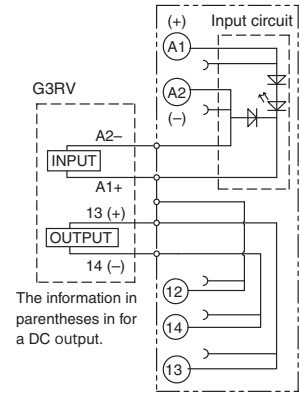 (+)
Input circuit
A1
A2
(–)
G3RV
A2–
INPUT
A1+
13 (+)
OUTPUT
14 (–)
12
14
13
The information in
parentheses in for
a DC output.